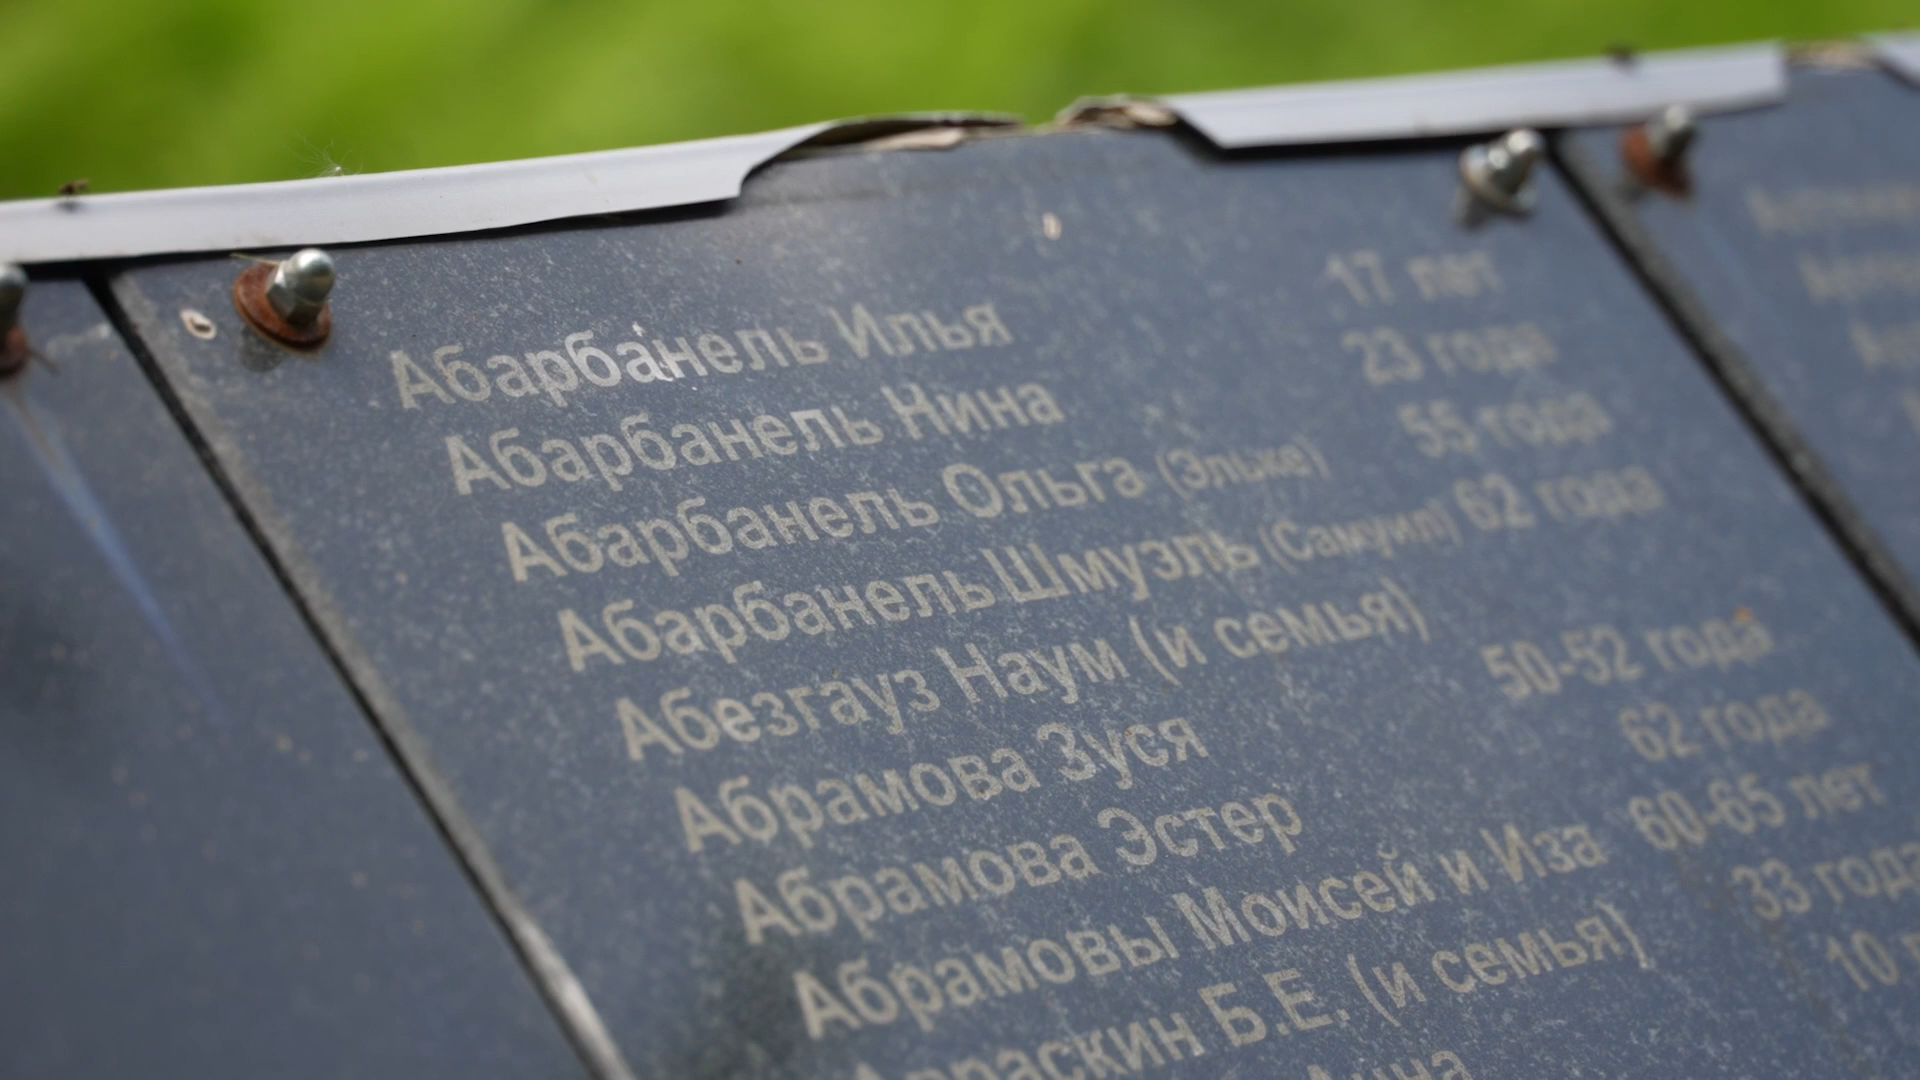 Абарбанель Илья 17 лет
Абарбанель Нина 23 года
Абарбанель Ольга (Эльке) 55 года
Абарбанель Шмуэль (Самуил) 62 года
Абезгауз Наум (и семья)
Абрамова Зуся 50-52 года
Абрамова Эстер 62 года
Абрамовы Моисей и Иза 60-65 лет
Б.Е. (и семья) 33 года
10